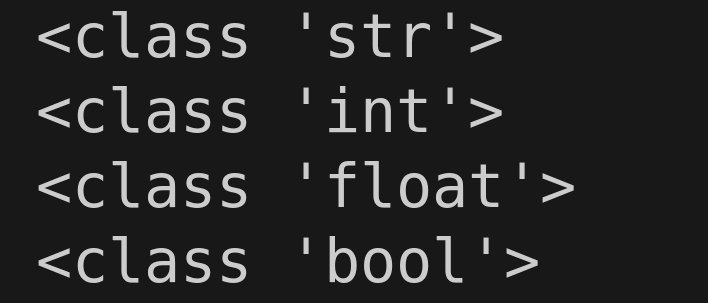 <class 'str'>
<class 'int'>
<class 'float'>
<class 'bool'>